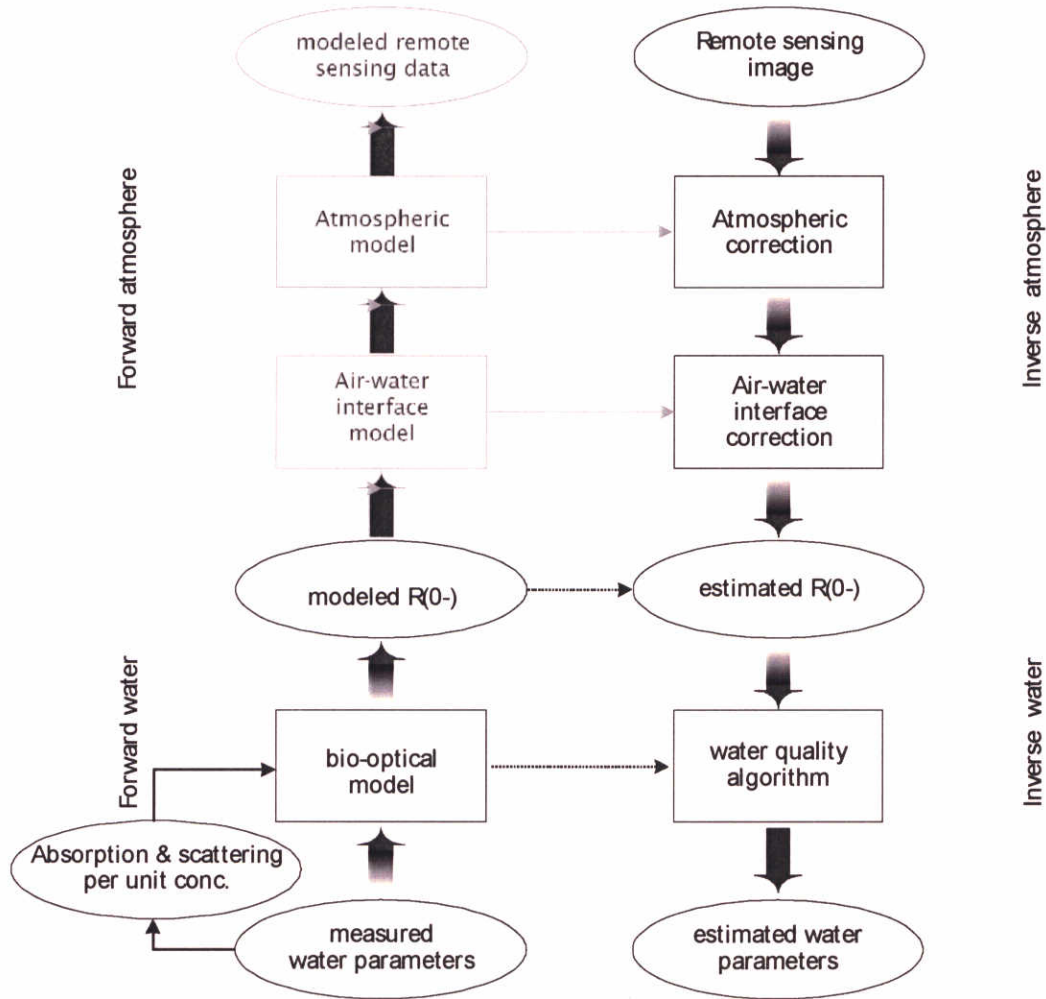 modeled remote
sensing data
Remote sensing
image
Forward atmosphere
Atmospheric
model
Atmospheric
correction
Inverse atmosphere
Air-water
interface
model
Air-water
interface
correction
modeled R(0-)
estimated R(0-)
Forward water
bio-optical
model
water quality
algorithm
Inverse water
Absorption & scattering
per unit conc.
measured
water parameters
estimated water
parameters